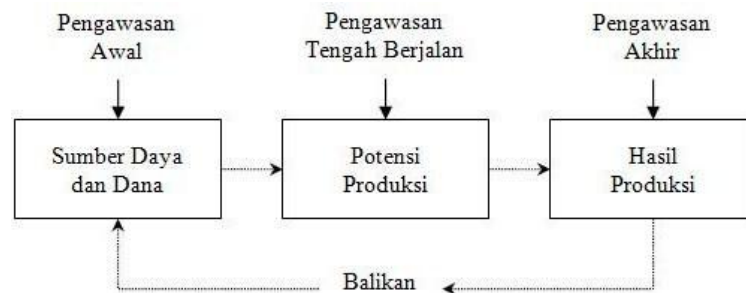 Pengawasan
Awal
Pengawasan
Tengah Berjalan
Pengawasan
Akhir
Sumber Daya
dan Dana
Potensi
Produksi
Hasil
Produksi
Balikan